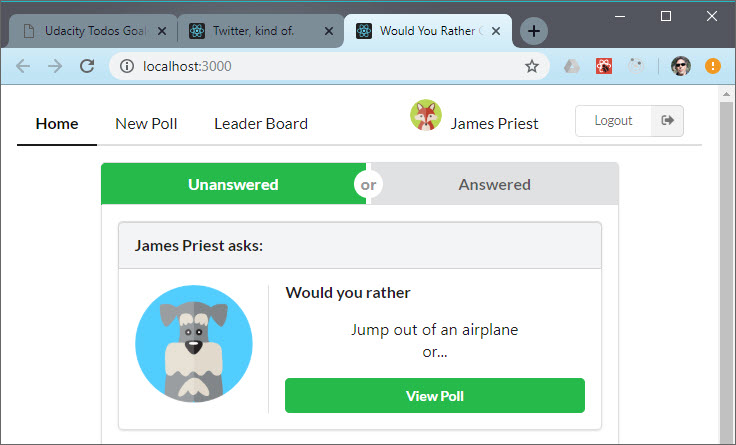 Udacity Todos Goal
Twitter, kind of.
Would You Rather
localhost:3000
Home
New Poll
Leader Board
James Priest
Logout
Unanswered
or
Answered
James Priest asks:
Would you rather
Jump out of an airplane
or...
View Poll